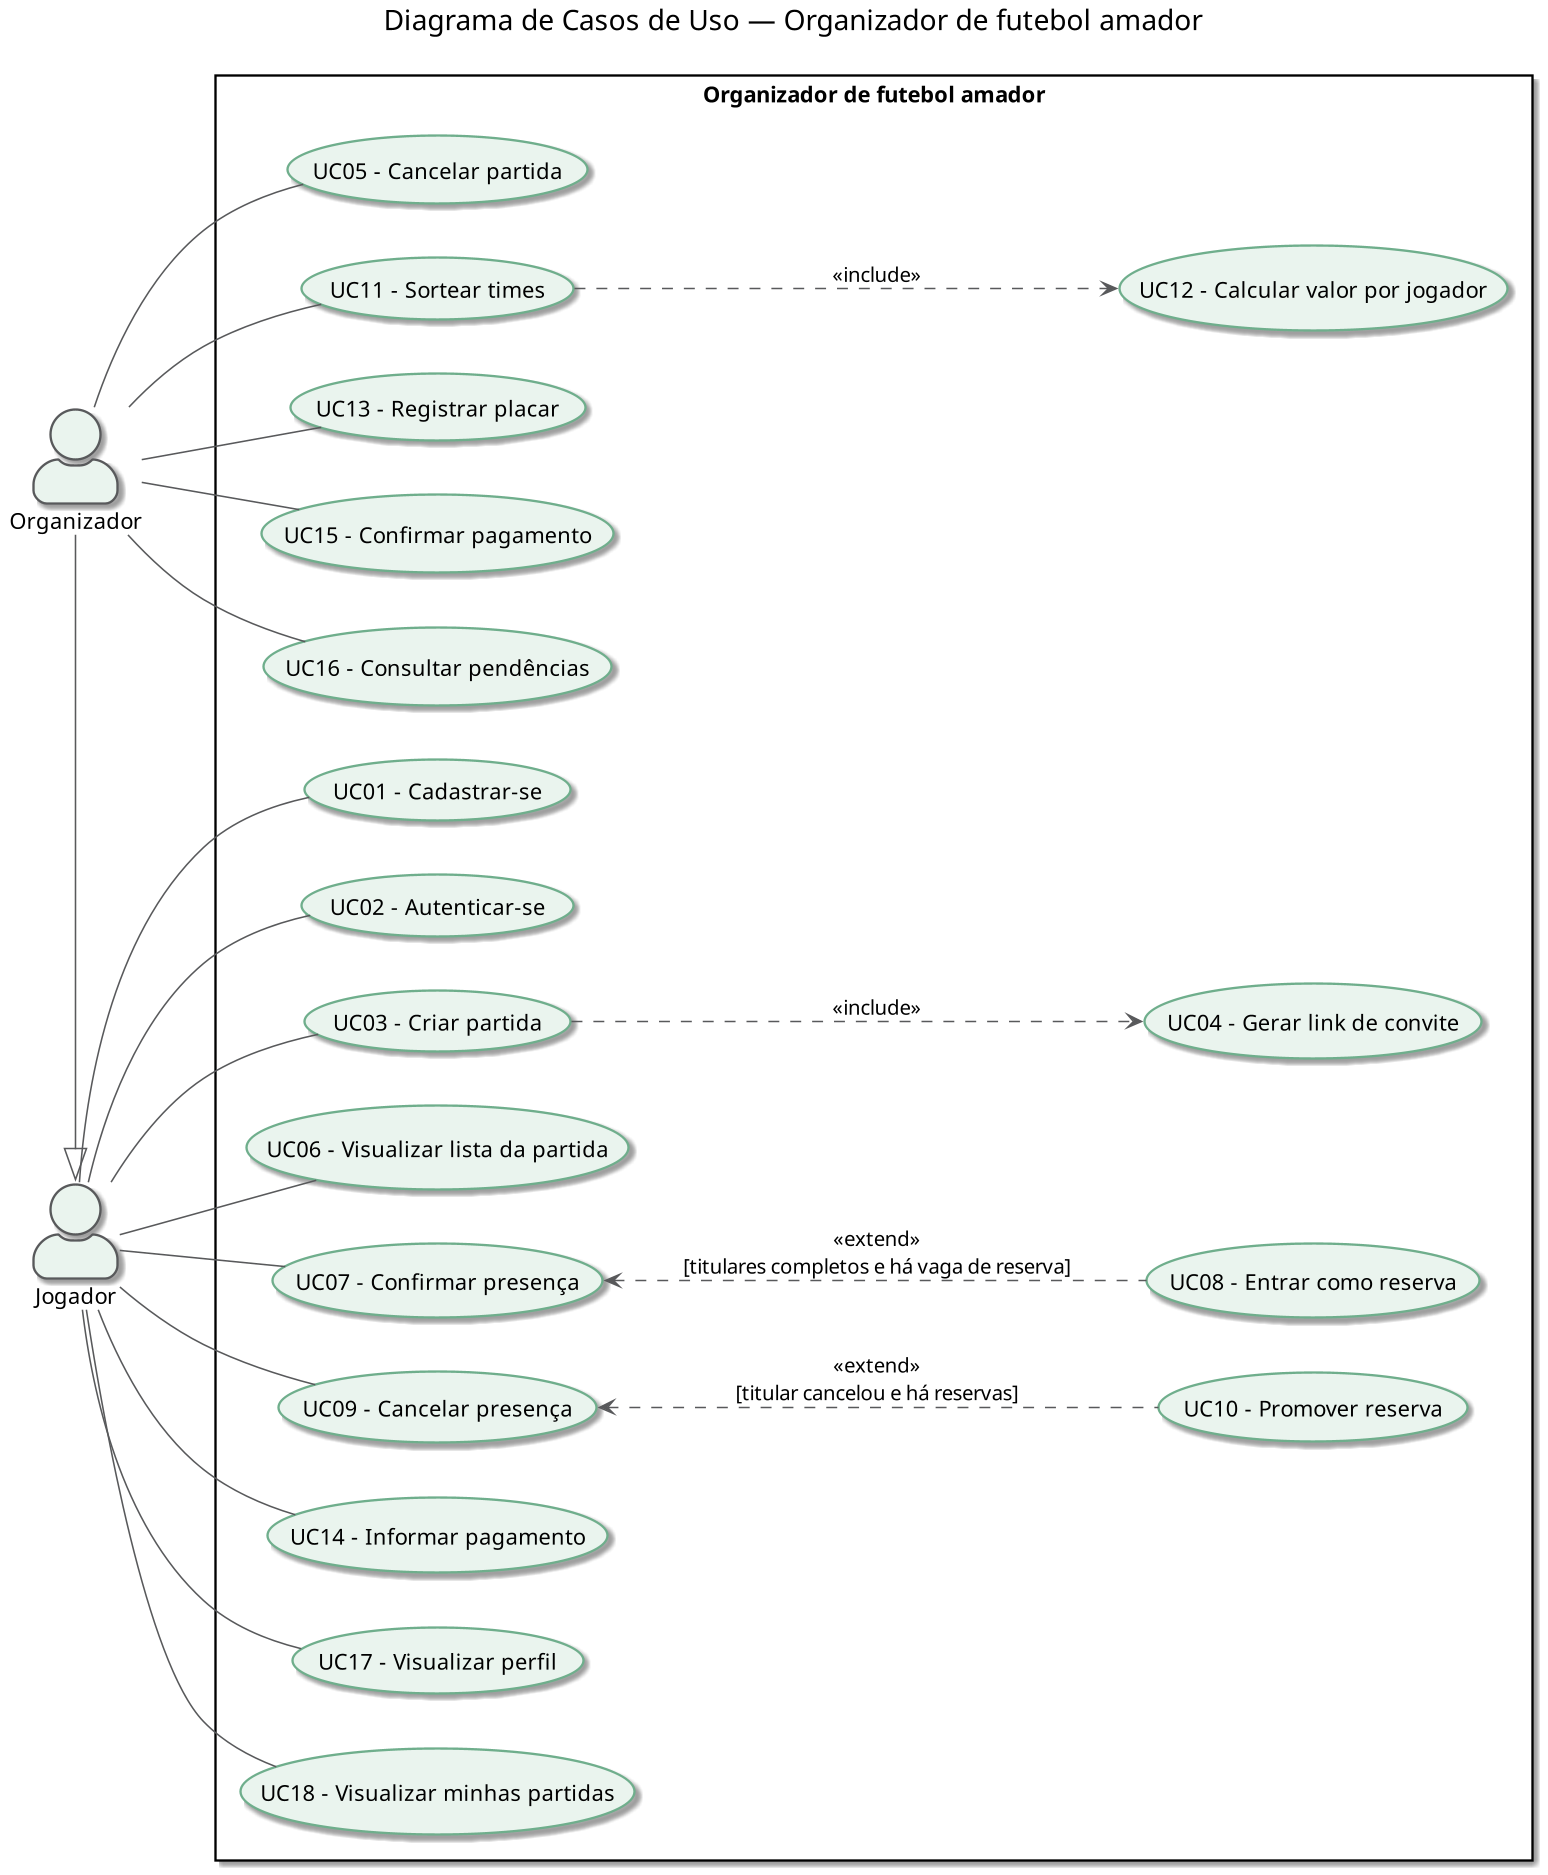 Diagrama de Casos de Uso — Organizador de futebol amador
Organizador de futebol amador
UC05 - Cancelar partida
UC11 - Sortear times
«include»
UC12 - Calcular valor por jogador
UC13 - Registrar placar
Organizador
UC15 - Confirmar pagamento
UC16 - Consultar pendências
UC01 - Cadastrar-se
UC02 - Autenticar-se
UC03 - Criar partida
«include»
UC04 - Gerar link de convite
UC06 - Visualizar lista da partida
Jogador
UC07 - Confirmar presença
«extend»
[titulares completos e há vaga de reserva]
UC08 - Entrar como reserva
UC09 - Cancelar presença
«extend»
[titular cancelou e há reservas]
UC10 - Promover reserva
UC14 - Informar pagamento
UC17 - Visualizar perfil
UC18 - Visualizar minhas partidas